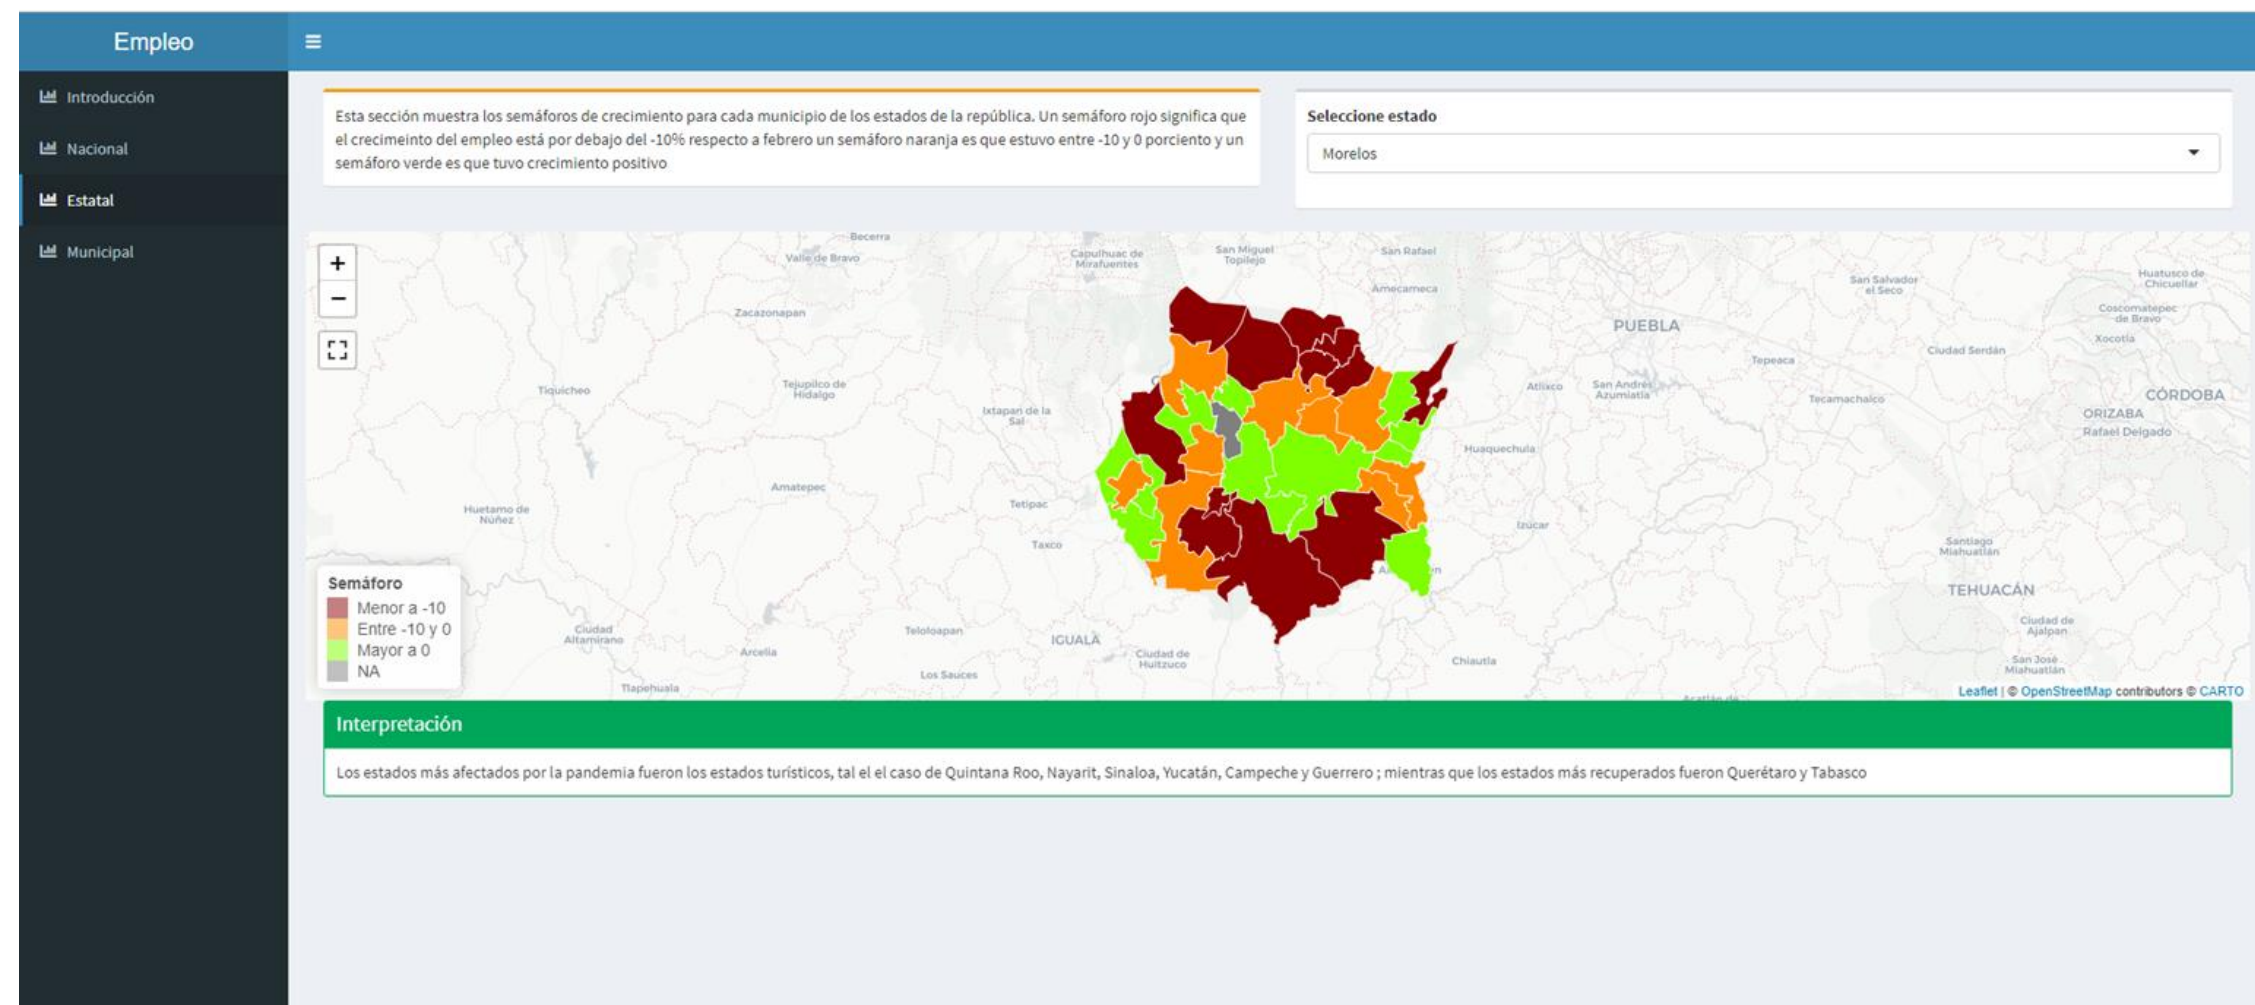 Empleo
Introducción
Nacional
Estatal
Municipal
Esta sección muestra los semáforos de crecimiento para cada municipio de los estados de la república. Un semáforo rojo significa que
el crecimeinto del empleo está por debajo del -10% respecto a febrero un semáforo naranja es que estuvo entre -10 y 0 porciento y un
semáforo verde es que tuvo crecimiento positivo
Seleccione estado
Morelos
+
−
Becerra
Valle de Bravo
Capulhuac de
Mirafuentes
San Miguel
Topilejo
San Rafael
Amecameca
San Salvador
el Seco
Huatusco de
Chicuellar
Coscomatepec
de Bravo
Xocotla
Zacazonapan
PUEBLA
Ciudad Serdán
Tepeaca
Tiquicheo
Tejupilco de
Hidalgo
Ixtapan de la
Sal
Atlixco
San Andrés
Azumiatla
Tecamachalco
CÓRDOBA
ORIZABA
Rafael Delgado
Huaquechula
Amatepec
Huetamo de
Núñez
Tetipac
Taxco
Izúcar
Santiago
Miahuatlán
TEHUACÁN
Ciudad
Altamirano
Teloloapan
IGUALA
Arcelia
Ciudad de
Huitzuco
Los Sauces
Tlapehuala
Chiautla
Ciudad de
Ajalpan
San José
Miahuatlán
Semáforo
Menor a -10
Entre -10 y 0
Mayor a 0
NA
Leaflet | © OpenStreetMap contributors © CARTO
Interpretación
Los estados más afectados por la pandemia fueron los estados turísticos, tal el el caso de Quintana Roo, Nayarit, Sinaloa, Yucatán, Campeche y Guerrero ; mientras que los estados más recuperados fueron Querétaro y Tabasco